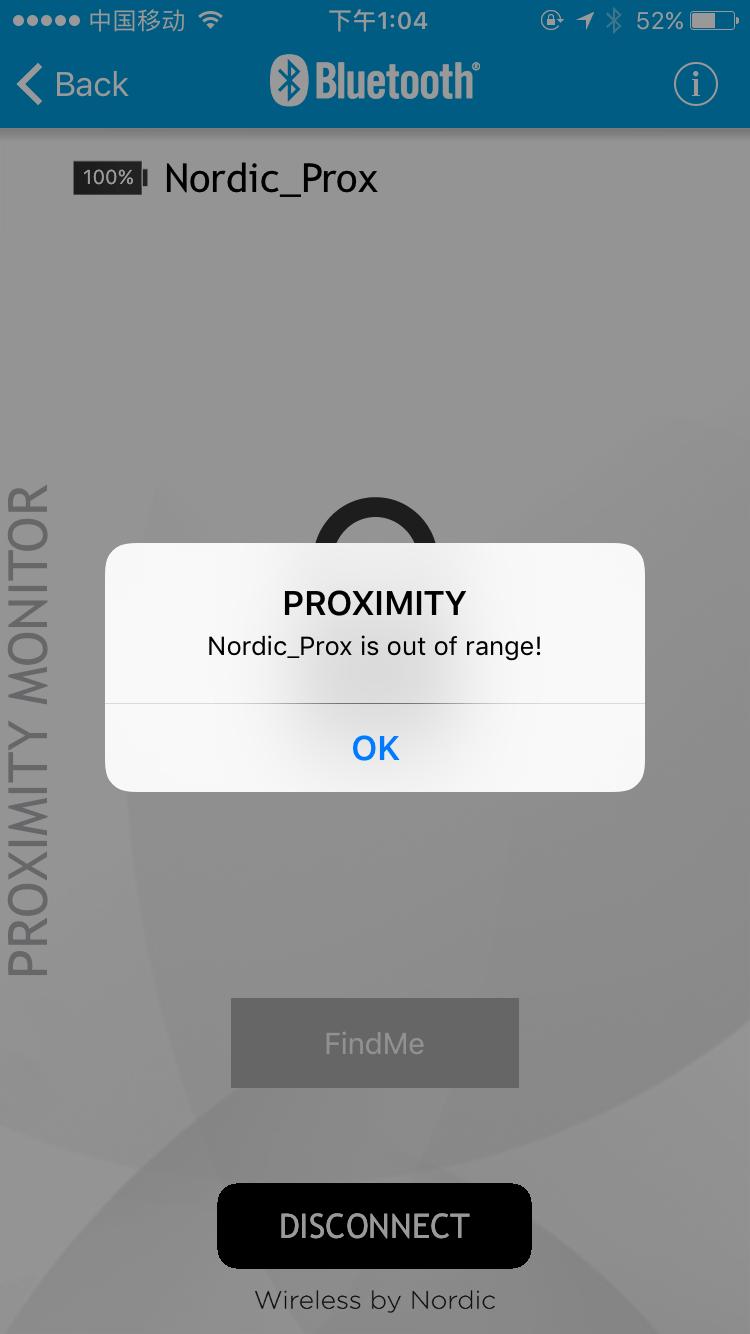 中国移动 下午1:04 52%
Back Bluetooth® i
100% Nordic_Prox
PROXIMITY MONITOR
PROXIMITY
Nordic_Prox is out of range!
OK
FindMe
DISCONNECT
Wireless by Nordic